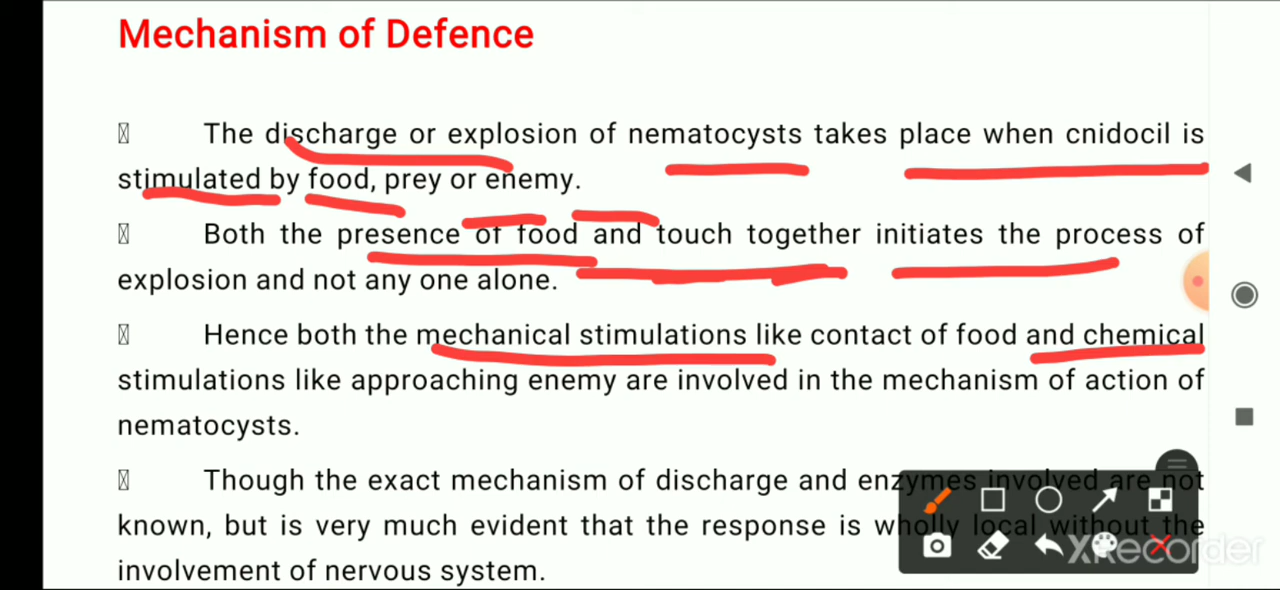 Mechanism of Defence
The discharge or explosion of nematocysts takes place when cnidocil is
stimulated by food, prey or enemy.
Both the presence of food and touch together initiates the process of
explosion and not any one alone.
Hence both the mechanical stimulations like contact of food and chemical
stimulations like approaching enemy are involved in the mechanism of action of
nematocysts.
Though the exact mechanism of discharge and enzymes involved are not
known, but is very much evident that the response is wholly local without the
involvement of nervous system.
XRecorder